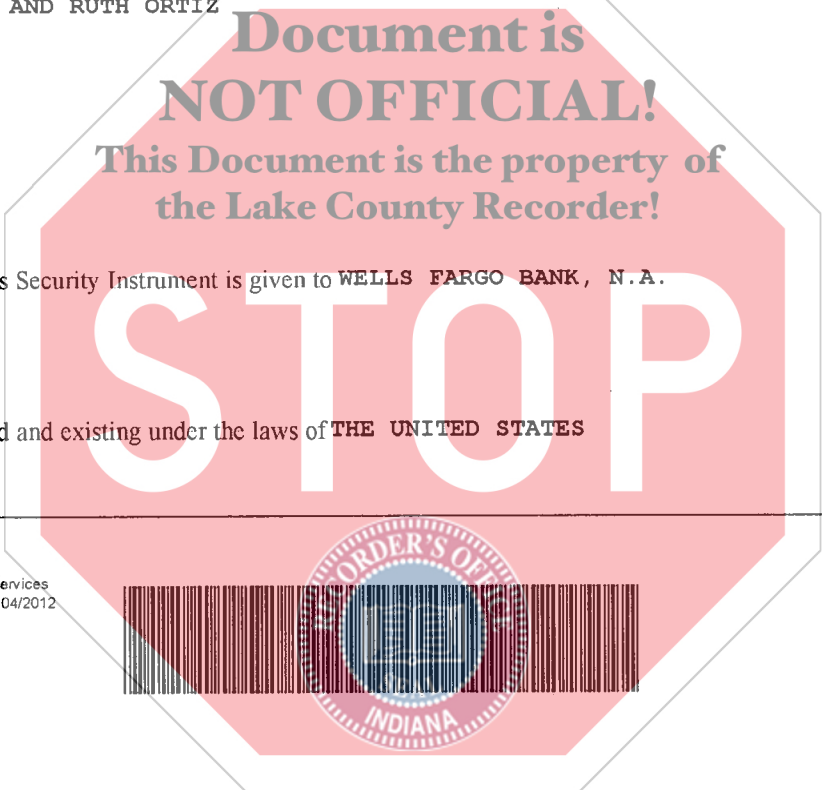 AND RUTH ORTIZ
Document is
NOT OFFICIAL!
This Document is the property of
the Lake County Recorder!
s Security Instrument is given to WELLS FARGO BANK, N.A.
STOP
d and existing under the laws of THE UNITED STATES
RECORDER'S OFFICE
ervices
04/2012
SEAL
INDIANA